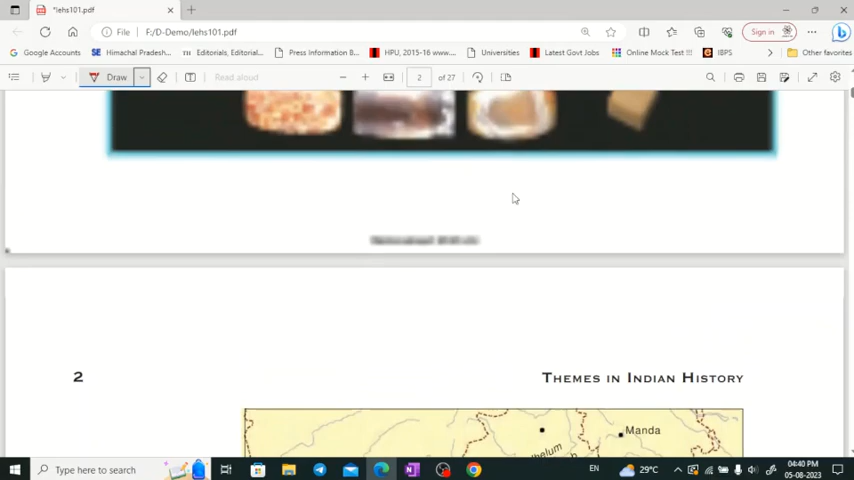 *lehs101.pdf
File F:/D-Demo/lehs101.pdf Sign in
Google Accounts SE Himachal Pradesh... TH Editorials, Editorial... Press Information B... HPU, 2015-16 www.... Universities Latest Govt Jobs Online Mock Test !!! IBPS Other favorites
Draw Read aloud 2 of 27
2 THEMES IN INDIAN HISTORY
Manda
Type here to search EN 29°C 04:40 PM
05-08-2023